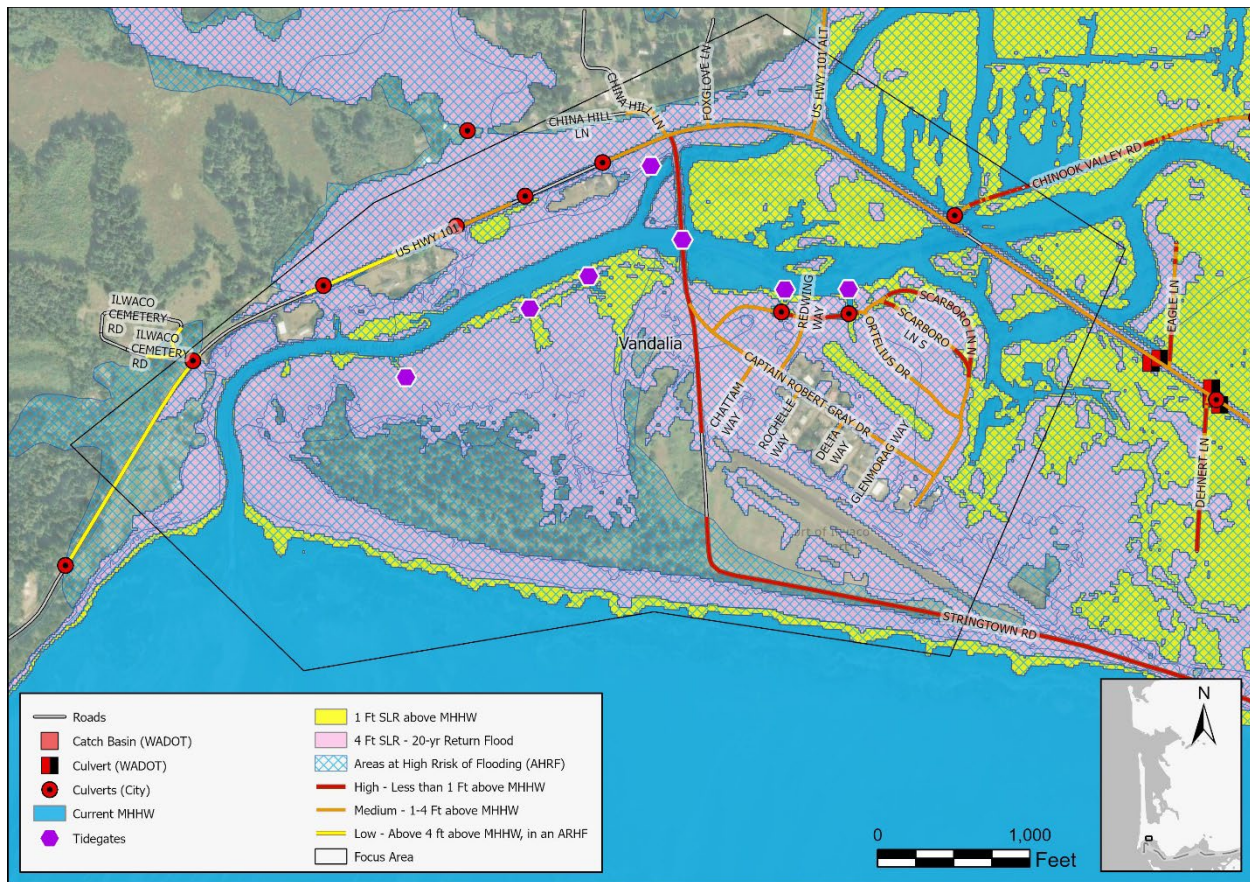 FOXGLOVE LN
US HWY 101 ALT
CHINA HILL LN
CHINA HILL
LN
CHINOOK VALLEY RD
US HWY 101
ILWACO
CEMETERY
RD
ILWACO
CEMETERY
RD
EAGLE LN
REDWING
WAY
SCARBORO LN N
SCARBORO
LN S
ORTELIUS DR
Vandalia
CAPTAIN ROBERT GRAY DR
CHATTAM
WAY
ROCHELLE
WAY
DELTA
WAY
GLENMORAG WAY
DEHNERT LN
ort of Ilwaco
STRINGTOWN RD
Roads
Catch Basin (WADOT)
Culvert (WADOT)
Culverts (City)
Current MHHW
Tidegates
1 Ft SLR above MHHW
4 Ft SLR - 20-yr Return Flood
Areas at High Rrisk of Flooding (AHRF)
High - Less than 1 Ft above MHHW
Medium - 1-4 Ft above MHHW
Low - Above 4 ft above MHHW, in an ARHF
Focus Area
0 1,000
Feet
N